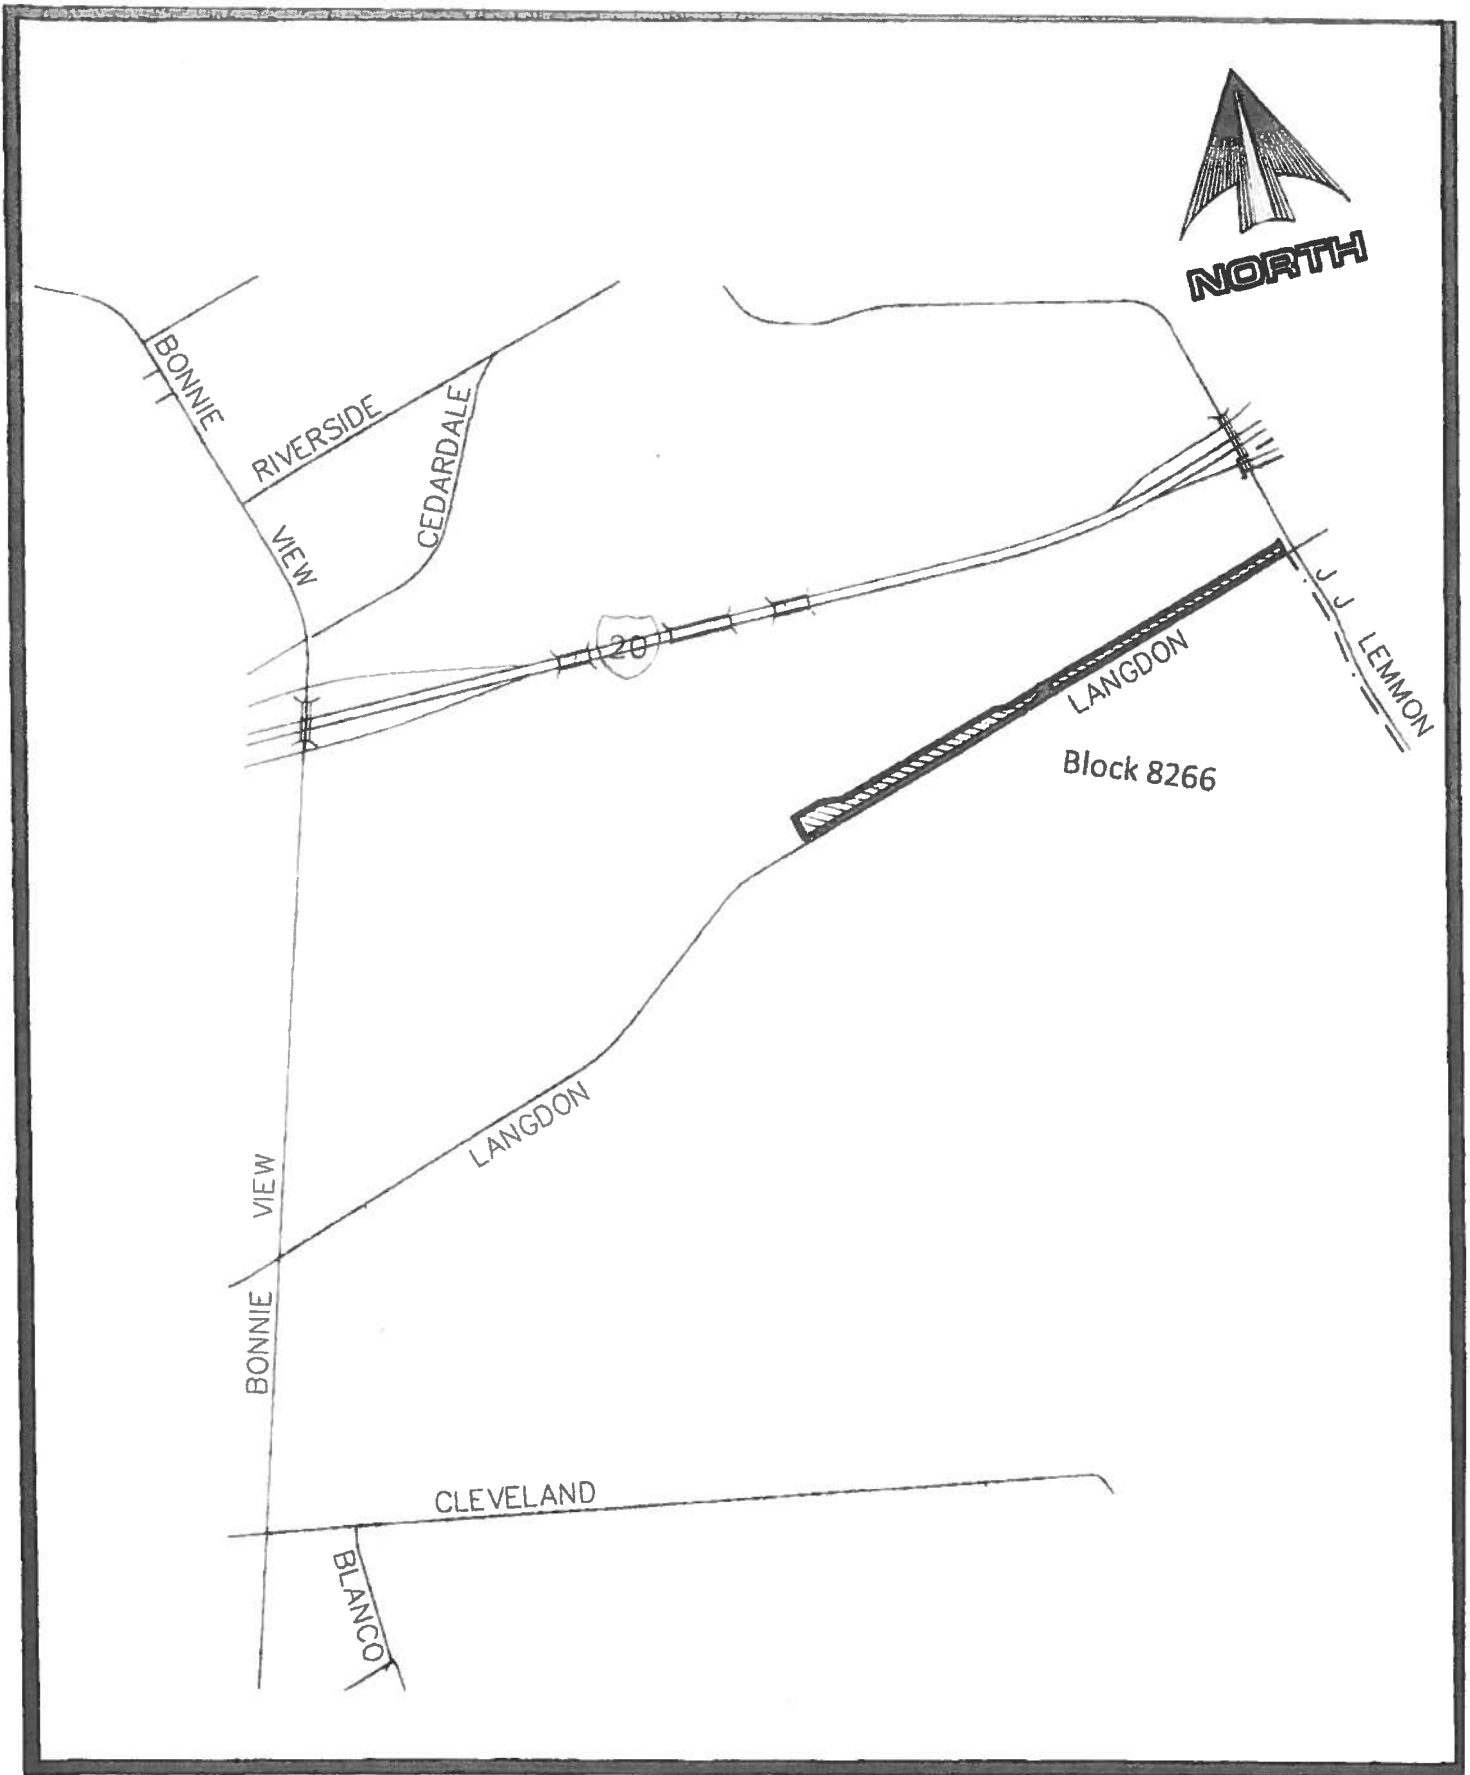 NORTH
BONNIE
RIVERSIDE
CEDARDALE
VIEW
20
J J LEMMON
LANGDON
Block 8266
LANGDON
VIEW
BONNIE
CLEVELAND
BLANCO